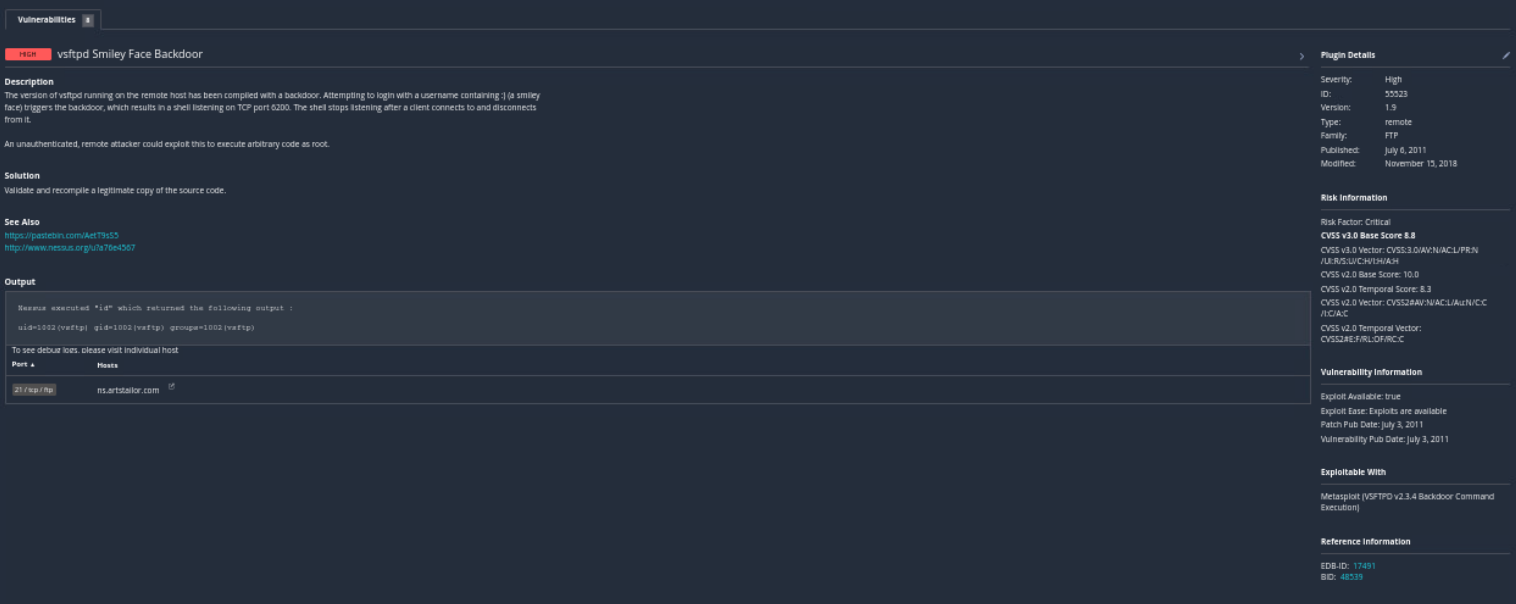 Vulnerabilities 8
HIGH vsftpd Smiley Face Backdoor
Description
The version of vsftpd running on the remote host has been compiled with a backdoor. Attempting to login with a username containing :) (a smiley
face) triggers the backdoor, which results in a shell listening on TCP port 6200. The shell stops listening after a client connects to and disconnects
from it.
An unauthenticated, remote attacker could exploit this to execute arbitrary code as root.
Solution
Validate and recompile a legitimate copy of the source code.
See Also
https://pastebin.com/AetT9sS5
http://www.nessus.org/u?a76e4567
Output
Nessus executed "id" which returned the following output :
uid=1002(vsftp) gid=1002(vsftp) groups=1002(vsftp)
To see debug logs, please visit individual host
Port ▲ Hosts
21 / tcp / ftp ns.artstailor.com
Plugin Details
Severity: High
ID: 55523
Version: 1.9
Type: remote
Family: FTP
Published: July 6, 2011
Modified: November 15, 2018
Risk Information
Risk Factor: Critical
CVSS v3.0 Base Score 8.8
CVSS v3.0 Vector: CVSS:3.0/AV:N/AC:L/PR:N
/UI:R/S:U/C:H/I:H/A:H
CVSS v2.0 Base Score: 10.0
CVSS v2.0 Temporal Score: 8.3
CVSS v2.0 Vector: CVSS2#AV:N/AC:L/Au:N/C:C
/I:C/A:C
CVSS v2.0 Temporal Vector:
CVSS2#E:F/RL:OF/RC:C
Vulnerability Information
Exploit Available: true
Exploit Ease: Exploits are available
Patch Pub Date: July 3, 2011
Vulnerability Pub Date: July 3, 2011
Exploitable With
Metasploit (VSFTPD v2.3.4 Backdoor Command
Execution)
Reference Information
EDB-ID: 17491
BID: 48539